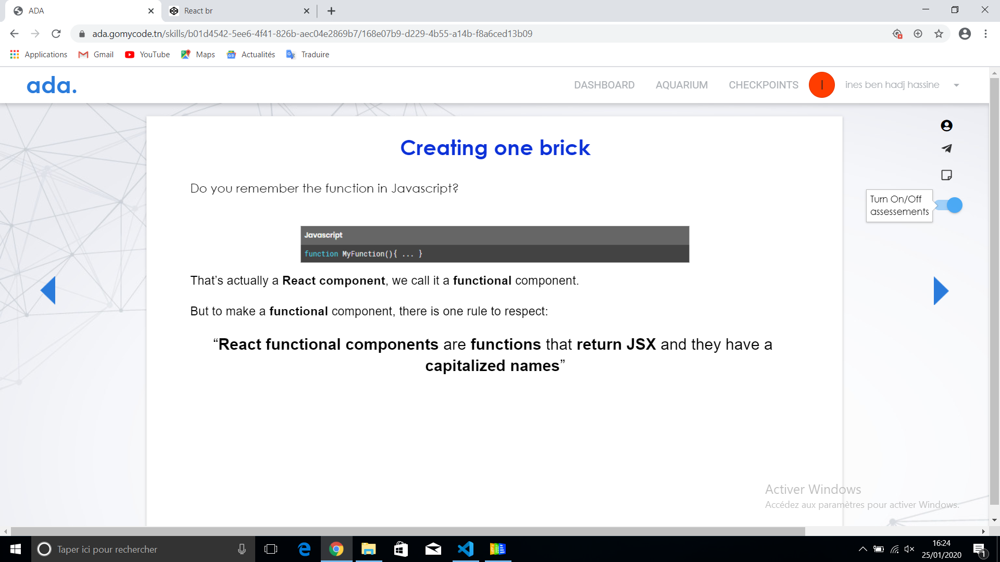 ADA
React br
ada.gomycode.tn/skills/b01d4542-5ee6-4f41-826b-aec04e2869b7/168e07b9-d229-4b55-a14b-f8a6ced13b09
Applications Gmail YouTube Maps Actualités Traduire
ada.
DASHBOARD AQUARIUM CHECKPOINTS I ines ben hadj hassine
Creating one brick
Do you remember the function in Javascript?
Turn On/Off
assessements
Javascript
function MyFunction(){ ... }
That’s actually a React component, we call it a functional component.
But to make a functional component, there is one rule to respect:
“React functional components are functions that return JSX and they have a
capitalized names”
Activer Windows
Accédez aux paramètres pour activer Windows.
Taper ici pour rechercher
16:24
25/01/2020
1